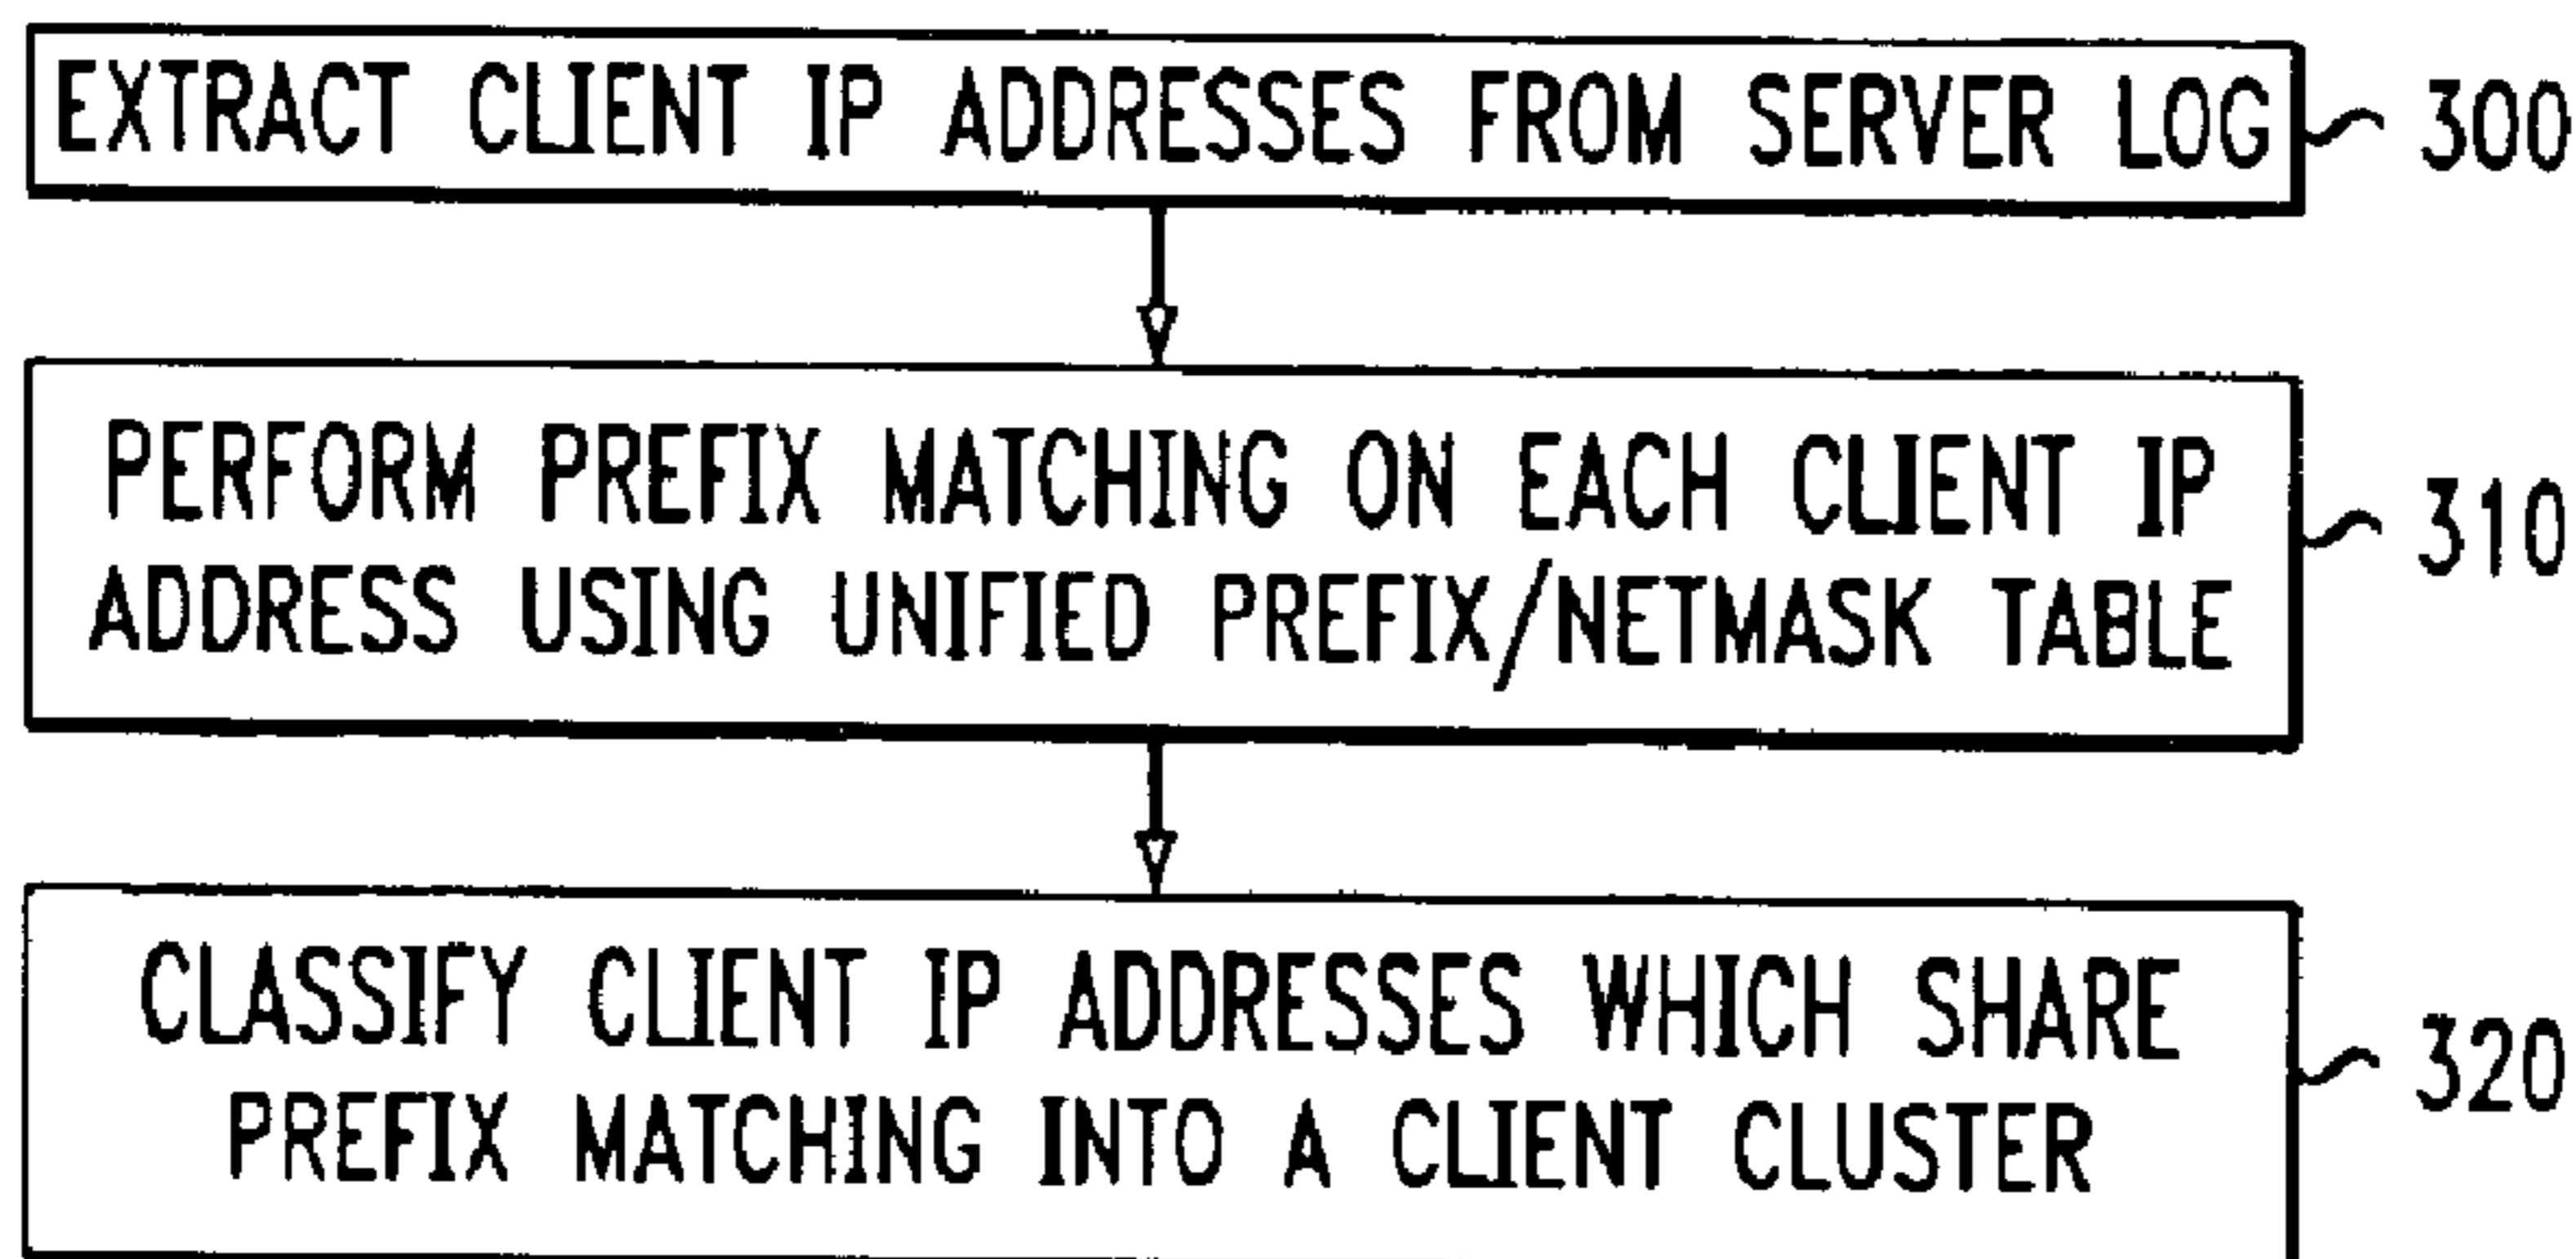 EXTRACT CLIENT IP ADDRESSES FROM SERVER LOG 300
PERFORM PREFIX MATCHING ON EACH CLIENT IP
ADDRESS USING UNIFIED PREFIX/NETMASK TABLE
310
CLASSIFY CLIENT IP ADDRESSES WHICH SHARE
PREFIX MATCHING INTO A CLIENT CLUSTER
320